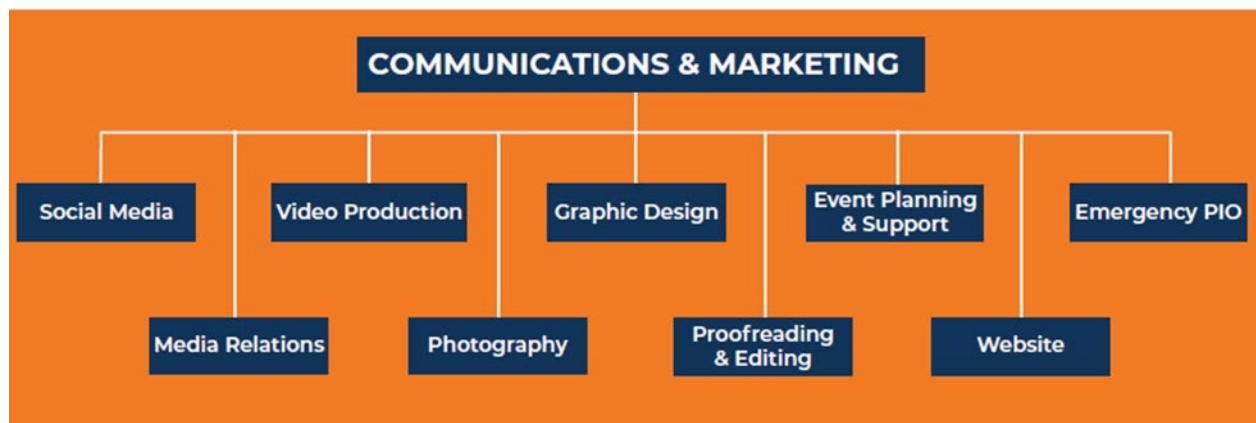 COMMUNICATIONS & MARKETING
Social Media
Video Production
Graphic Design
Event Planning
& Support
Emergency PIO
Media Relations
Photography
Proofreading
& Editing
Website